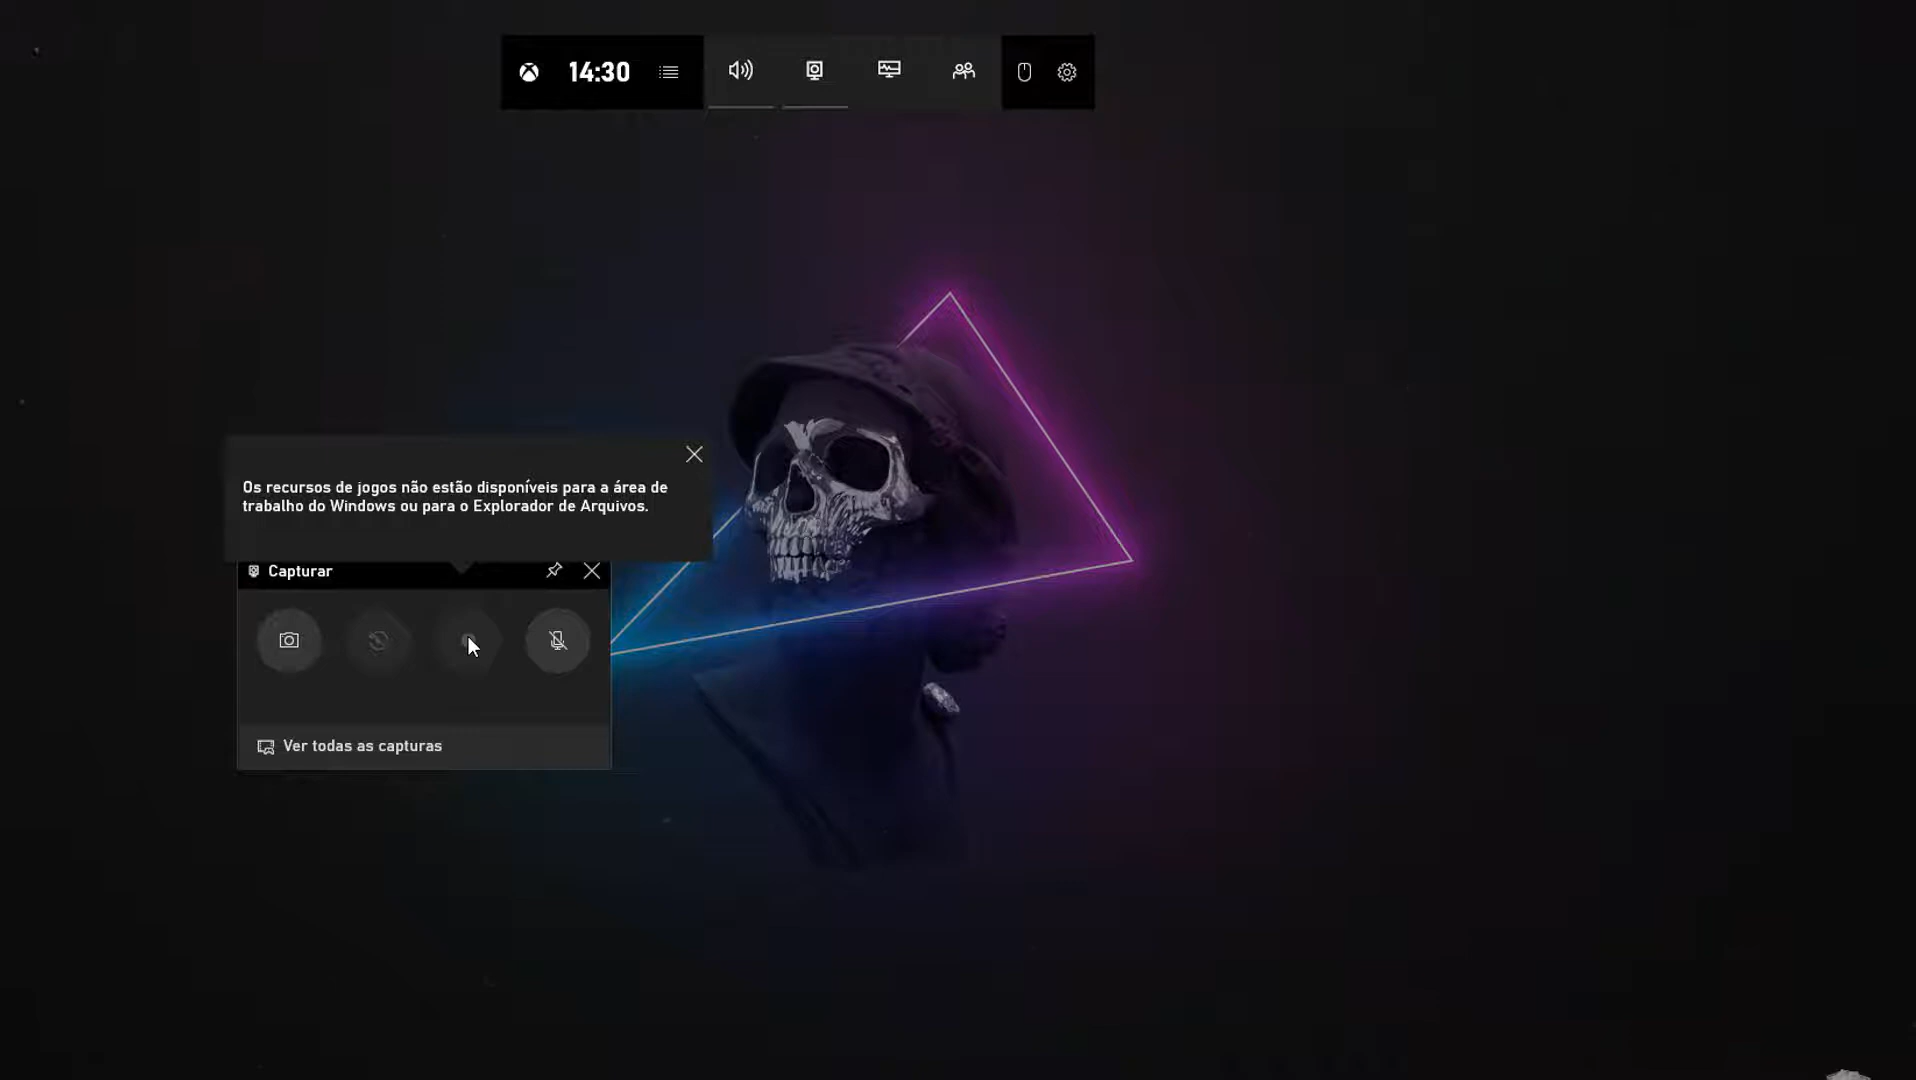 14:30
Os recursos de jogos não estão disponíveis para a área de
trabalho do Windows ou para o Explorador de Arquivos.
Capturar
Ver todas as capturas